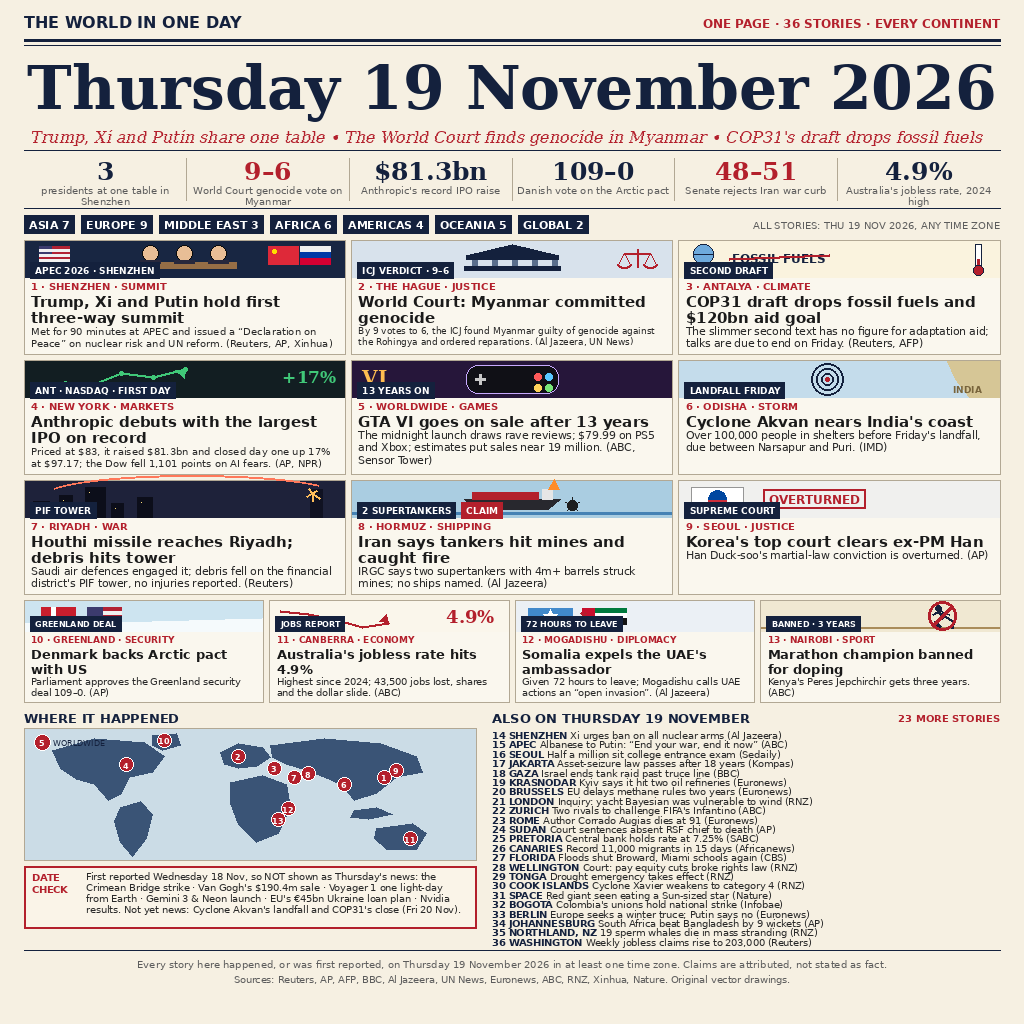 THE WORLD IN ONE DAY
ONE PAGE · 36 STORIES · EVERY CONTINENT
Thursday 19 November 2026
Trump, Xi and Putin share one table • The World Court finds genocide in Myanmar • COP31's draft drops fossil fuels
3
presidents at one table in
Shenzhen
9–6
World Court genocide vote on
Myanmar
$81.3bn
Anthropic's record IPO raise
109–0
Danish vote on the Arctic pact
48–51
Senate rejects Iran war curb
4.9%
Australia's jobless rate, 2024
high
ASIA 7
EUROPE 9
MIDDLE EAST 3
AFRICA 6
AMERICAS 4
OCEANIA 5
GLOBAL 2
ALL STORIES: THU 19 NOV 2026, ANY TIME ZONE
APEC 2026 · SHENZHEN
1 · SHENZHEN · SUMMIT
Trump, Xi and Putin hold first
three-way summit
Met for 90 minutes at APEC and issued a “Declaration on
Peace” on nuclear risk and UN reform. (Reuters, AP, Xinhua)
ICJ VERDICT · 9–6
2 · THE HAGUE · JUSTICE
World Court: Myanmar committed
genocide
By 9 votes to 6, the ICJ found Myanmar guilty of genocide against
the Rohingya and ordered reparations. (Al Jazeera, UN News)
FOSSIL FUELS
SECOND DRAFT
3 · ANTALYA · CLIMATE
COP31 draft drops fossil fuels and
$120bn aid goal
The slimmer second text has no figure for adaptation aid;
talks are due to end on Friday. (Reuters, AFP)
+17%
ANT · NASDAQ · FIRST DAY
4 · NEW YORK · MARKETS
Anthropic debuts with the largest
IPO on record
Priced at $83, it raised $81.3bn and closed day one up 17%
at $97.17; the Dow fell 1,101 points on AI fears. (AP, NPR)
VI
13 YEARS ON
5 · WORLDWIDE · GAMES
GTA VI goes on sale after 13 years
The midnight launch draws rave reviews; $79.99 on PS5
and Xbox; estimates put sales near 19 million. (ABC,
Sensor Tower)
INDIA
LANDFALL FRIDAY
6 · ODISHA · STORM
Cyclone Akvan nears India's coast
Over 100,000 people in shelters before Friday's landfall,
due between Narsapur and Puri. (IMD)
PIF TOWER
7 · RIYADH · WAR
Houthi missile reaches Riyadh;
debris hits tower
Saudi air defences engaged it; debris fell on the financial
district's PIF tower, no injuries reported. (Reuters)
2 SUPERTANKERS
CLAIM
8 · HORMUZ · SHIPPING
Iran says tankers hit mines and
caught fire
IRGC says two supertankers with 4m+ barrels struck
mines; no ships named. (Al Jazeera)
OVERTURNED
SUPREME COURT
9 · SEOUL · JUSTICE
Korea's top court clears ex-PM Han
Han Duck-soo's martial-law conviction is overturned. (AP)
GREENLAND DEAL
10 · GREENLAND · SECURITY
Denmark backs Arctic pact
with US
Parliament approves the Greenland security
deal 109–0. (AP)
4.9%
JOBS REPORT
11 · CANBERRA · ECONOMY
Australia's jobless rate hits
4.9%
Highest since 2024; 43,500 jobs lost, shares
and the dollar slide. (ABC)
72 HOURS TO LEAVE
12 · MOGADISHU · DIPLOMACY
Somalia expels the UAE's
ambassador
Given 72 hours to leave; Mogadishu calls UAE
actions an “open invasion”. (Al Jazeera)
BANNED · 3 YEARS
13 · NAIROBI · SPORT
Marathon champion banned
for doping
Kenya's Peres Jepchirchir gets three years.
(ABC)
WHERE IT HAPPENED
5 WORLDWIDE
10
4
2
3
7
8
6
1
9
12
13
11
DATE
CHECK
First reported Wednesday 18 Nov, so NOT shown as Thursday's news: the
Crimean Bridge strike · Van Gogh's $190.4m sale · Voyager 1 one light-day
from Earth · Gemini 3 & Neon launch · EU's €45bn Ukraine loan plan · Nvidia
results. Not yet news: Cyclone Akvan's landfall and COP31's close (Fri 20 Nov).
ALSO ON THURSDAY 19 NOVEMBER
23 MORE STORIES
14 SHENZHEN Xi urges ban on all nuclear arms (Al Jazeera)
15 APEC Albanese to Putin: “End your war, end it now” (ABC)
16 SEOUL Half a million sit college entrance exam (Sedaily)
17 JAKARTA Asset-seizure law passes after 18 years (Kompas)
18 GAZA Israel ends tank raid past truce line (BBC)
19 KRASNODAR Kyiv says it hit two oil refineries (Euronews)
20 BRUSSELS EU delays methane rules two years (Euronews)
21 LONDON Inquiry: yacht Bayesian was vulnerable to wind (RNZ)
22 ZURICH Two rivals to challenge FIFA's Infantino (ABC)
23 ROME Author Corrado Augias dies at 91 (Euronews)
24 SUDAN Court sentences absent RSF chief to death (AP)
25 PRETORIA Central bank holds rate at 7.25% (SABC)
26 CANARIES Record 11,000 migrants in 15 days (Africanews)
27 FLORIDA Floods shut Broward, Miami schools again (CBS)
28 WELLINGTON Court: pay equity cuts broke rights law (RNZ)
29 TONGA Drought emergency takes effect (RNZ)
30 COOK ISLANDS Cyclone Xavier weakens to category 4 (RNZ)
31 SPACE Red giant seen eating a Sun-sized star (Nature)
32 BOGOTA Colombia's unions hold national strike (Infobae)
33 BERLIN Europe seeks a winter truce; Putin says no (Euronews)
34 JOHANNESBURG South Africa beat Bangladesh by 9 wickets (AP)
35 NORTHLAND, NZ 19 sperm whales die in mass stranding (RNZ)
36 WASHINGTON Weekly jobless claims rise to 203,000 (Reuters)
Every story here happened, or was first reported, on Thursday 19 November 2026 in at least one time zone. Claims are attributed, not stated as fact.
Sources: Reuters, AP, AFP, BBC, Al Jazeera, UN News, Euronews, ABC, RNZ, Xinhua, Nature. Original vector drawings.